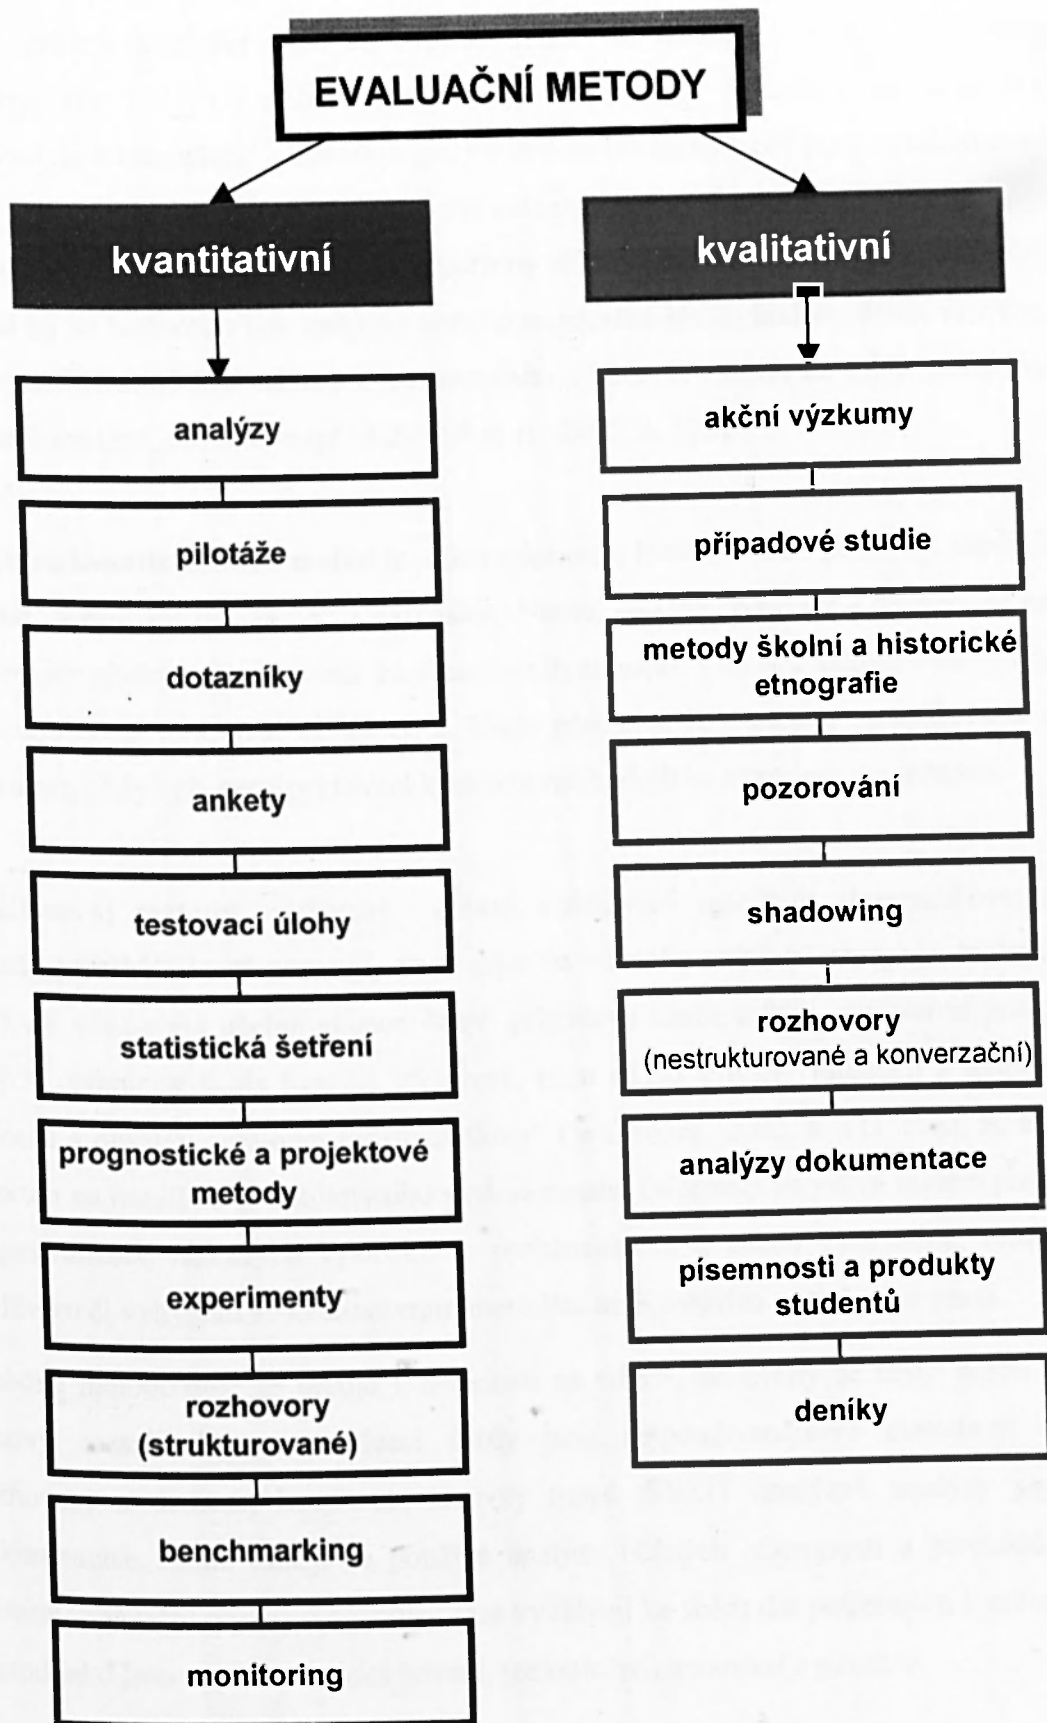 EVALUAČNÍ METODY
kvantitativní
analýzy
pilotáže
dotazníky
ankety
testovací úlohy
statistická šetření
prognostické a projektové
metody
experimenty
rozhovory
(strukturované)
benchmarking
monitoring
kvalitativní
akční výzkumy
případové studie
metody školní a historické
etnografie
pozorování
shadowing
rozhovory
(nestrukturované a konverzační)
analýzy dokumentace
písemnosti a produkty
studentů
deníky